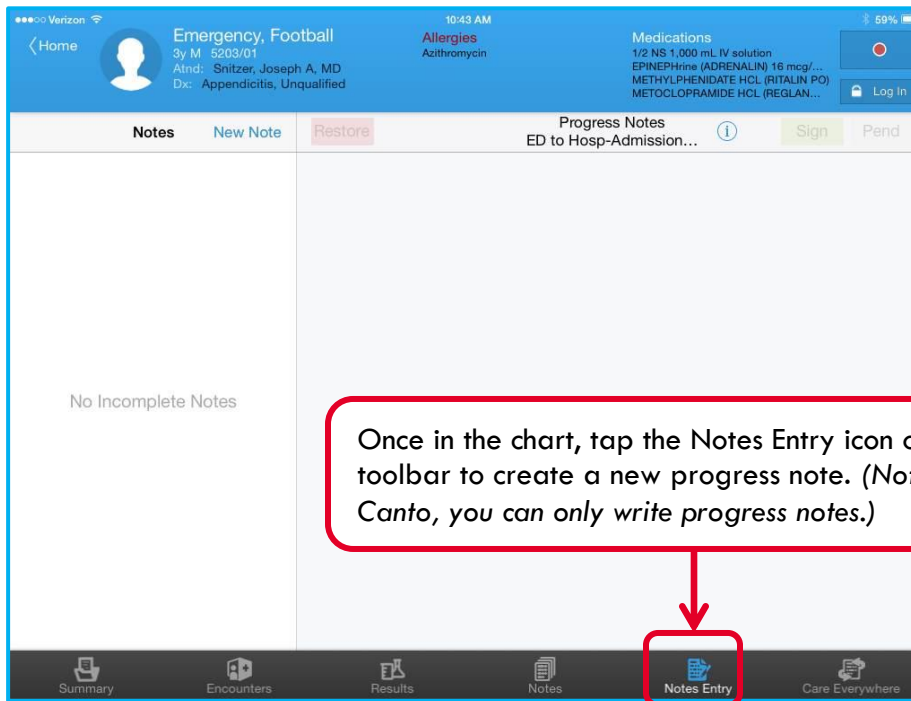 Verizon
10:43 AM
59%
Home
Emergency, Football
3y M 5203/01
Atnd: Snitzer, Joseph A, MD
Dx: Appendicitis, Unqualified
Allergies
Azithromycin
Medications
1/2 NS 1,000 mL IV solution
EPINEPHrine (ADRENALIN) 16 mcg/...
METHYLPHENIDATE HCL (RITALIN PO)
METOCLOPRAMIDE HCL (REGLAN...
Log In
Notes New Note
Restore
Progress Notes
ED to Hosp-Admission...
Sign Pend
No Incomplete Notes
Once in the chart, tap the Notes Entry icon
toolbar to create a new progress note.
Canto, you can only write progress notes.)
Summary Encounters Results Notes Notes Entry Care Everywhere